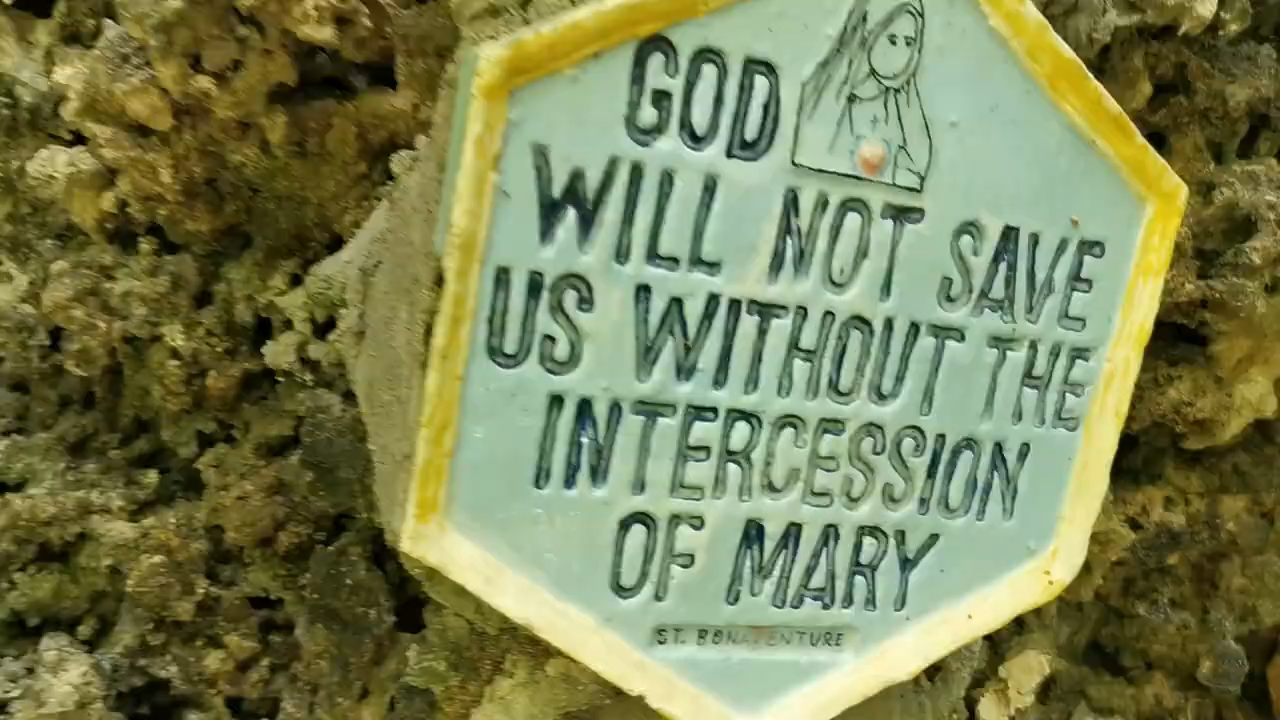 GOD
WILL NOT SAVE
US WITHOUT THE
INTERCESSION
OF MARY
ST. BONAVENTURE